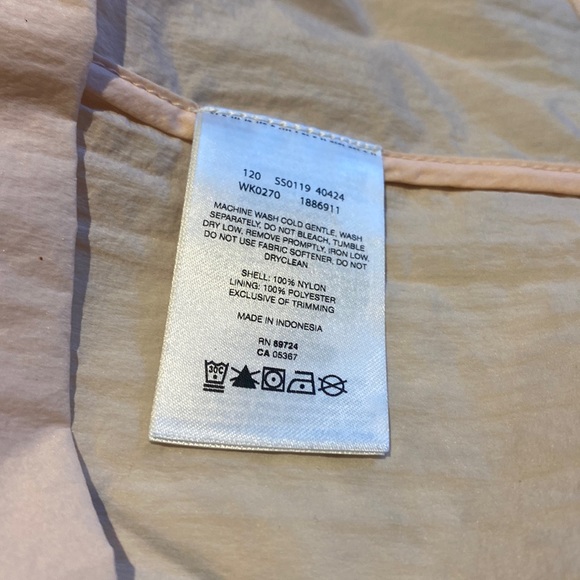 120 SS0119 40424
WK0270 1886911
MACHINE WASH COLD GENTLE, WASH
SEPARATELY, DO NOT BLEACH, TUMBLE
DRY LOW, REMOVE PROMPTLY, IRON LOW,
DO NOT USE FABRIC SOFTENER, DO NOT
DRYCLEAN
SHELL: 100% NYLON
LINING: 100% POLYESTER
EXCLUSIVE OF TRIMMING
MADE IN INDONESIA
RN 69724
CA 05367
30C